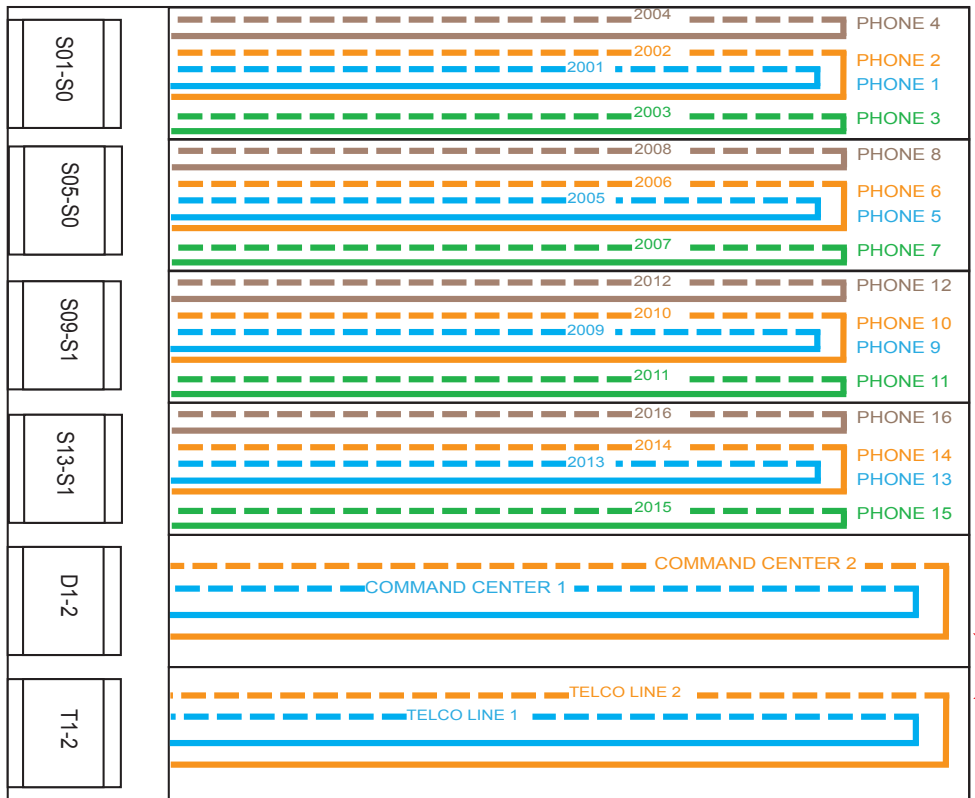 S01-S0
2004 PHONE 4
2002 PHONE 2
2001 PHONE 1
2003 PHONE 3
S05-S0
2008 PHONE 8
2006 PHONE 6
2005 PHONE 5
2007 PHONE 7
S09-S1
2012 PHONE 12
2010 PHONE 10
2009 PHONE 9
2011 PHONE 11
S13-S1
2016 PHONE 16
2014 PHONE 14
2013 PHONE 13
2015 PHONE 15
D1-2
COMMAND CENTER 2
COMMAND CENTER 1
T1-2
TELCO LINE 2
TELCO LINE 1